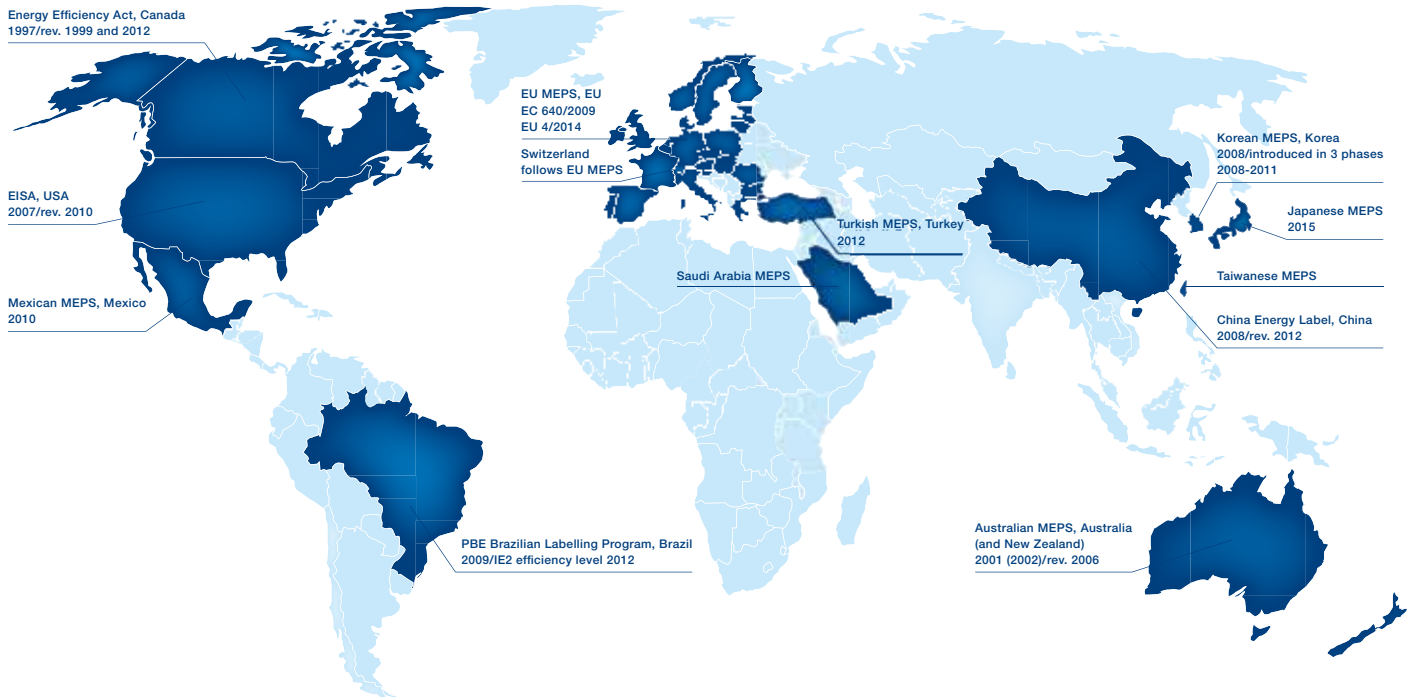 Energy Efficiency Act, Canada
1997/rev. 1999 and 2012
EISA, USA
2007/rev. 2010
Mexican MEPS, Mexico
2010
PBE Brazilian Labelling Program, Brazil
2009/IE2 efficiency level 2012
EU MEPS, EU
EC 640/2009
EU 4/2014
Switzerland
follows EU MEPS
Turkish MEPS, Turkey
2012
Saudi Arabia MEPS
Korean MEPS, Korea
2008/introduced in 3 phases
2008-2011
Japanese MEPS
2015
Taiwanese MEPS
China Energy Label, China
2008/rev. 2012
Australian MEPS, Australia
(and New Zealand)
2001 (2002)/rev. 2006